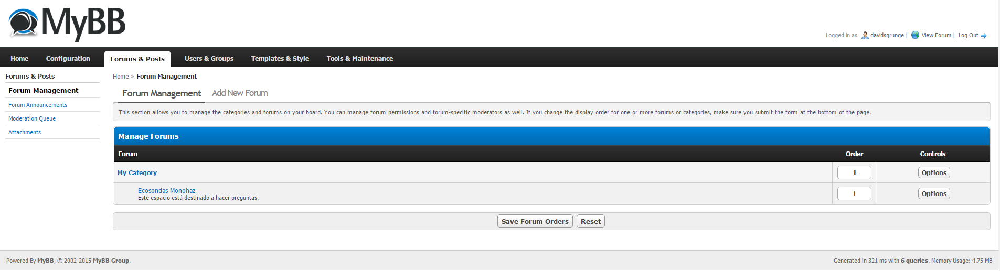 MyBB
Logged in as davidsgrunge | View Forum | Log Out
Home Configuration Forums & Posts Users & Groups Templates & Style Tools & Maintenance
Forums & Posts
Forum Management
Forum Announcements
Moderation Queue
Attachments
Home » Forum Management
Forum Management Add New Forum
This section allows you to manage the categories and forums on your board. You can manage forum permissions and forum-specific moderators as well. If you change the display order for one or more forums or categories, make sure you submit the form at the bottom of the page.
Manage Forums
Forum Order Controls
My Category 1 Options
Ecosondas Monohaz 1 Options
Este espacio está destinado a hacer preguntas.
Save Forum Orders Reset
Powered By MyBB, © 2002-2015 MyBB Group. Generated in 321 ms with 6 queries. Memory Usage: 4.75 MB